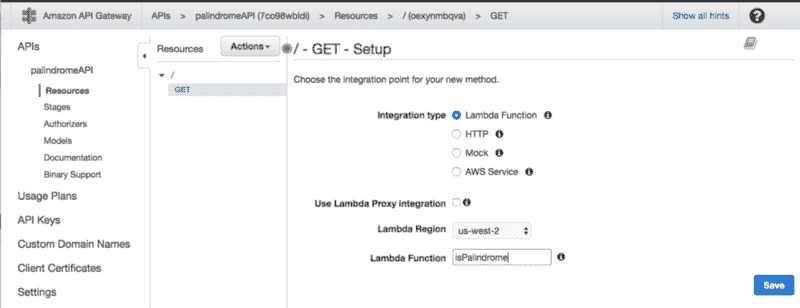 Amazon API Gateway APIs > palindromeAPI (7co98wbldi) > Resources > / (oexynmbqva) > GET Show all hints ?
APIs
palindromeAPI
Resources
Stages
Authorizers
Models
Documentation
Binary Support
Usage Plans
API Keys
Custom Domain Names
Client Certificates
Settings
Resources Actions
/
GET
/ - GET - Setup
Choose the integration point for your new method.
Integration type Lambda Function
HTTP
Mock
AWS Service
Use Lambda Proxy integration
Lambda Region us-west-2
Lambda Function isPalindrome
Save